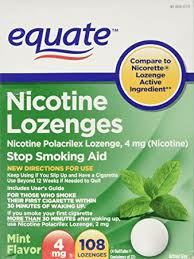 equate™
Compare to
Nicorette®
Lozenge
Active
Ingredient**
Nicotine
Lozenges
Nicotine Polacrilex Lozenge, 4 mg (Nicotine)
Stop Smoking Aid
NEW DIRECTIONS FOR USE
Keep Using if You Slip Up and Have a Cigarette
Use Beyond 12 Weeks if Needed to Quit
Includes User's Guide
FOR THOSE WHO SMOKE
THEIR FIRST CIGARETTE WITHIN
30 MINUTES OF WAKING UP.
If you smoke your first cigarette
MORE THAN 30 MINUTES after waking up,
use Nicotine Polacrilex Lozenge, 2 mg
Mint
Flavor
4
mg
108
LOZENGES